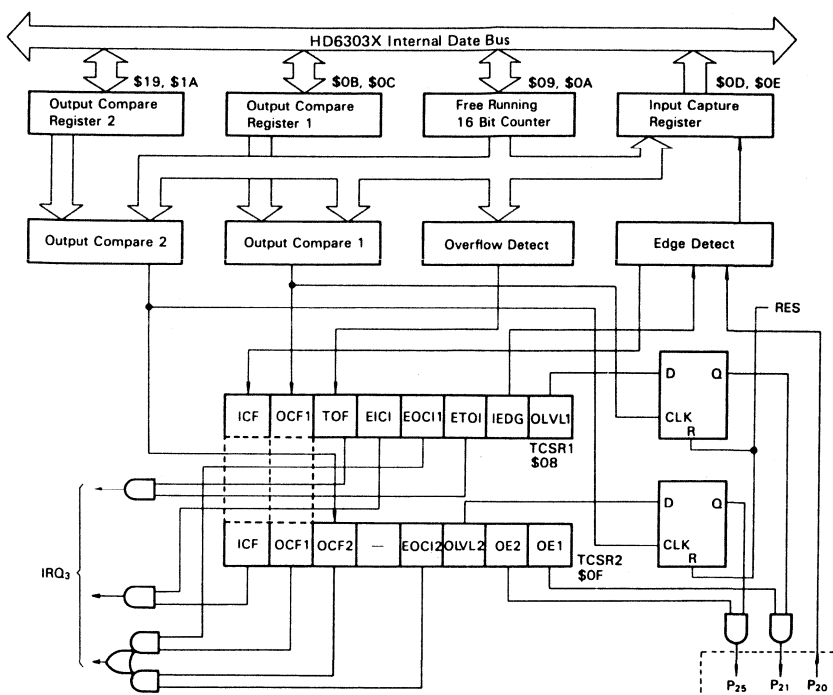 HD6303X Internal Date Bus
$19, $1A
$0B, $0C
$09, $0A
$0D, $0E
Output Compare
Register 2
Output Compare
Register 1
Free Running
16 Bit Counter
Input Capture
Register
Output Compare 2
Output Compare 1
Overflow Detect
Edge Detect
RES
D Q
CLK
R
ICF OCF1 TOF EICI EOCI1 ETOI IEDG OLVL1
TCSR1
$08
D Q
CLK
R
ICF OCF1 OCF2 — EOCI2 OLVL2 OE2 OE1
TCSR2
$0F
IRQ₃
P₂₅ P₂₁ P₂₀